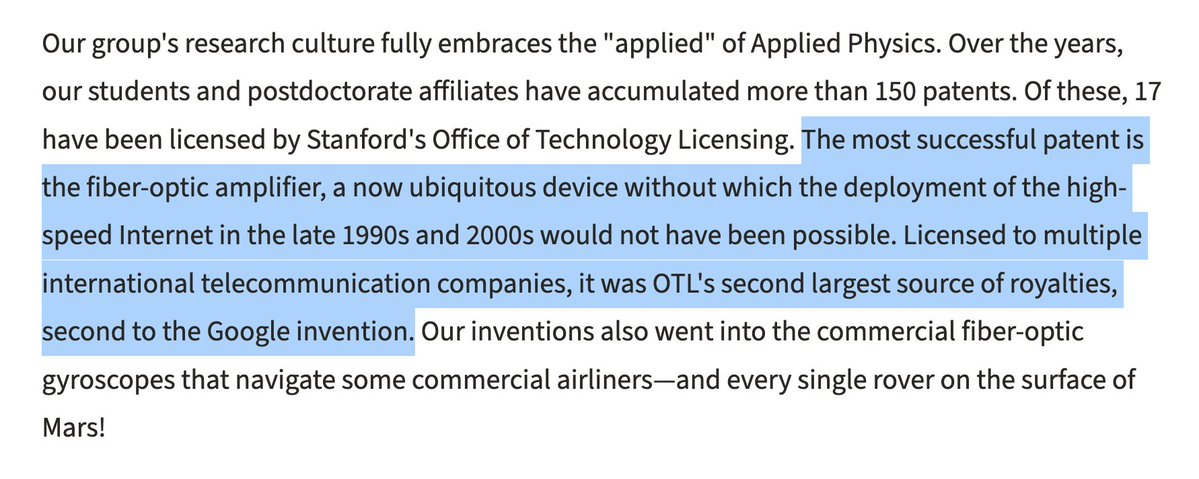 Our group's research culture fully embraces the "applied" of Applied Physics. Over the years,
our students and postdoctorate affiliates have accumulated more than 150 patents. Of these, 17
have been licensed by Stanford's Office of Technology Licensing. The most successful patent is
the fiber-optic amplifier, a now ubiquitous device without which the deployment of the high-
speed Internet in the late 1990s and 2000s would not have been possible. Licensed to multiple
international telecommunication companies, it was OTL's second largest source of royalties,
second to the Google invention. Our inventions also went into the commercial fiber-optic
gyroscopes that navigate some commercial airliners—and every single rover on the surface of
Mars!